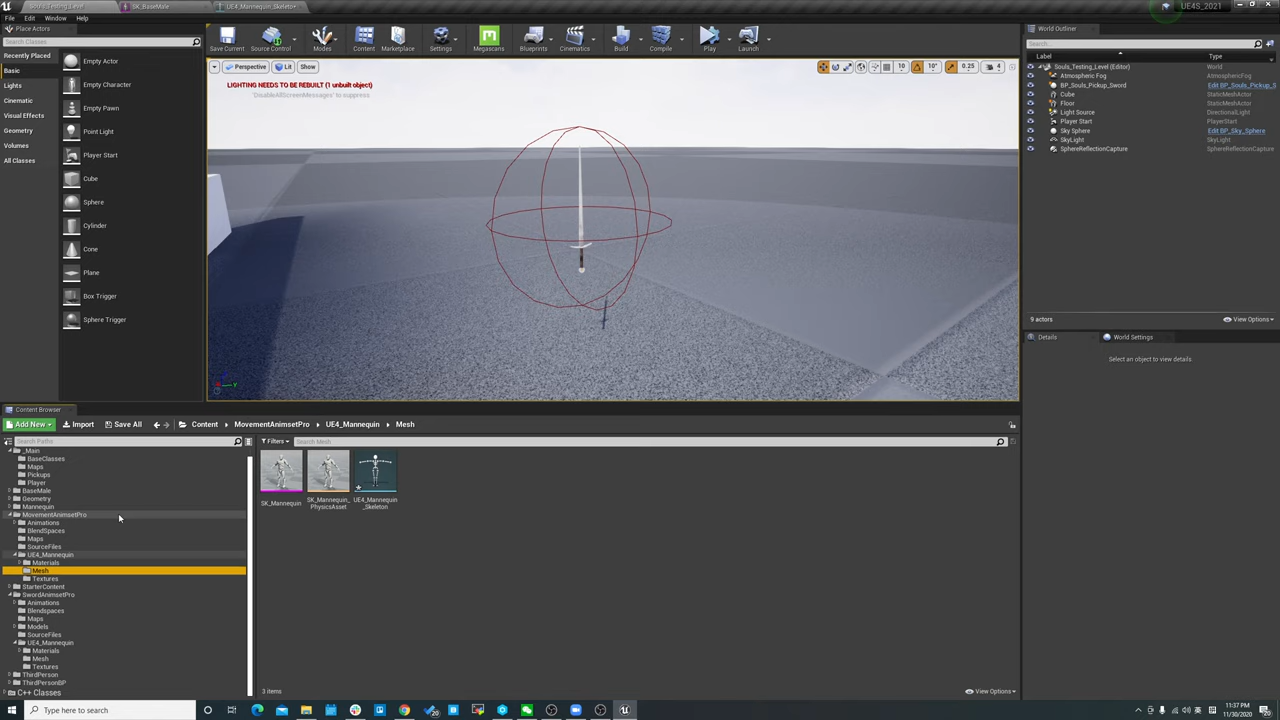 Souls_Testing_Level
SK_BaseMale
UE4_Mannequin_Skeleton
UE4S_2021
File Edit Window Help
Place Actors
Search Classes
Recently Placed
Basic
Lights
Cinematic
Visual Effects
Geometry
Volumes
All Classes
Empty Actor
Empty Character
Empty Pawn
Point Light
Player Start
Cube
Sphere
Cylinder
Cone
Plane
Box Trigger
Sphere Trigger
Save Current
Source Control
Modes
Content
Marketplace
Settings
Megascans
Blueprints
Cinematics
Build
Compile
Play
Launch
Perspective
Lit
Show
10
10°
0.25
4
LIGHTING NEEDS TO BE REBUILT (1 unbuilt object)
'DisableAllScreenMessages' to suppress
World Outliner
Search...
Label Type
Souls_Testing_Level (Editor) World
Atmospheric Fog AtmosphericFog
BP_Souls_Pickup_Sword Edit BP_Souls_Pickup_S
Cube StaticMeshActor
Floor StaticMeshActor
Light Source DirectionalLight
Player Start PlayerStart
Sky Sphere Edit BP_Sky_Sphere
SkyLight SkyLight
SphereReflectionCapture SphereReflectionCapture
9 actors
View Options
Details
World Settings
Select an object to view details.
Content Browser
Add New
Import
Save All
Content
MovementAnimsetPro
UE4_Mannequin
Mesh
Search Paths
Filters
Search Mesh
_Main
BaseClasses
Maps
Pickups
Player
BaseMale
Geometry
Mannequin
MovementAnimsetPro
Animations
BlendSpaces
Maps
SourceFiles
UE4_Mannequin
Materials
Mesh
Textures
StarterContent
SwordAnimsetPro
Animations
Blendspaces
Maps
Models
SourceFiles
UE4_Mannequin
Materials
Mesh
Textures
ThirdPerson
ThirdPersonBP
C++ Classes
SK_Mannequin
SK_Mannequin_
PhysicsAsset
UE4_Mannequin
_Skeleton
3 items
View Options
Type here to search
11:37 PM
11/30/2020